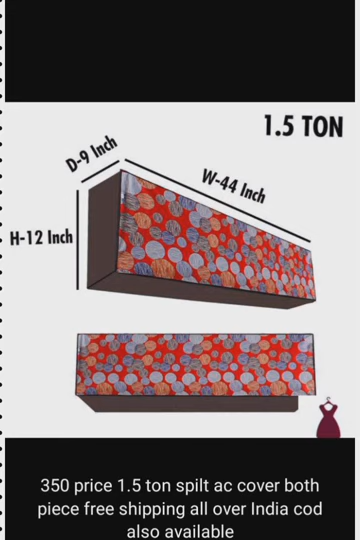 1.5 TON
D-9 Inch
W-44 Inch
H-12 Inch
350 price 1.5 ton spilt ac cover both
piece free shipping all over India cod
also available